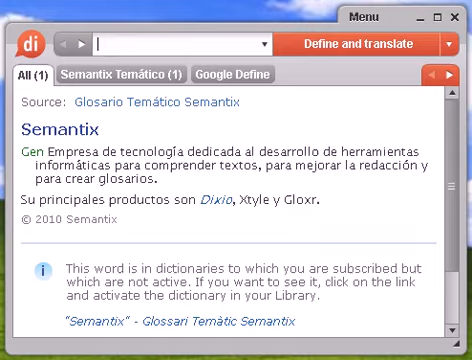 Menu
di
Define and translate
All (1)
Semantix Temático (1)
Google Define
Source: Glosario Temático Semantix
Semantix
Gen Empresa de tecnología dedicada al desarrollo de herramientas
informáticas para comprender textos, para mejorar la redacción y
para crear glosarios.
Su principales productos son Dixio, Xtyle y Gloxr.
© 2010 Semantix
i
This word is in dictionaries to which you are subscribed but
which are not active. If you want to see it, click on the link
and activate the dictionary in your Library.
"Semantix" - Glossari Temàtic Semantix